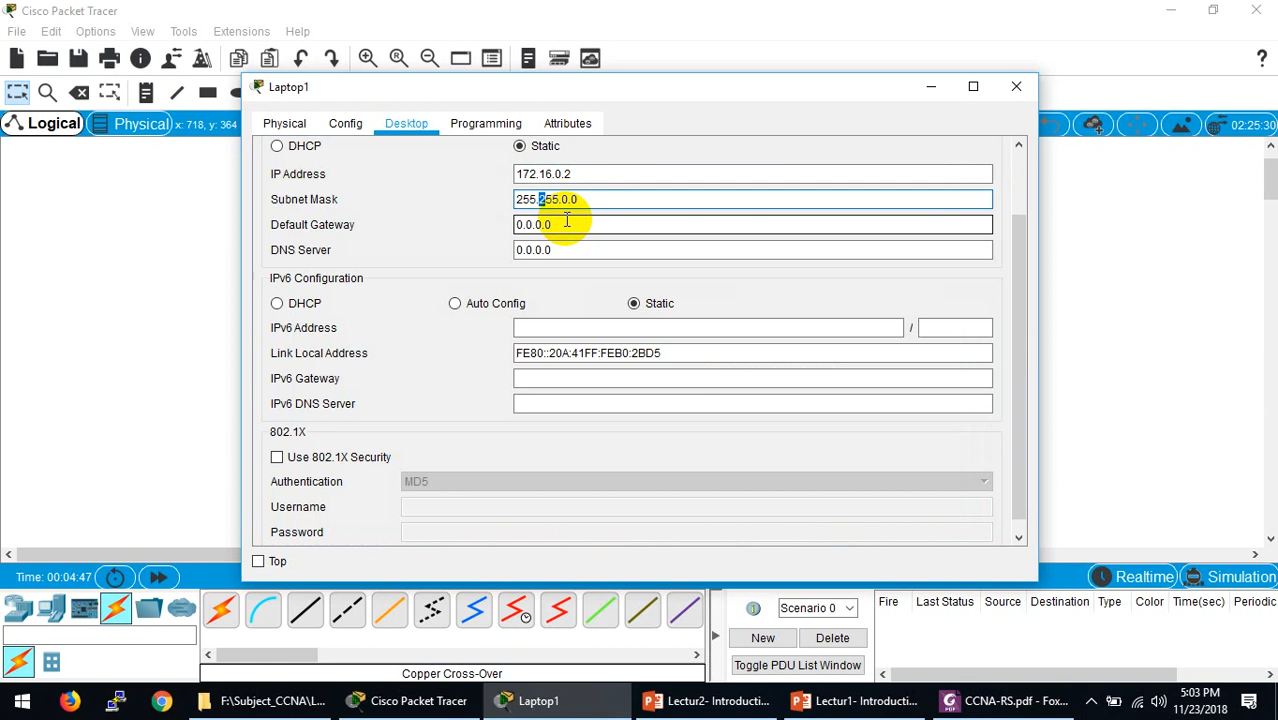 Cisco Packet Tracer
File Edit Options View Tools Extensions Help
Logical Physical x: 718, y: 364 02:25:30
Laptop1
Physical Config Desktop Programming Attributes
DHCP Static
IP Address 172.16.0.2
Subnet Mask 255.255.0.0
Default Gateway 0.0.0.0
DNS Server 0.0.0.0
IPv6 Configuration
DHCP Auto Config Static
IPv6 Address /
Link Local Address FE80::20A:41FF:FEB0:2BD5
IPv6 Gateway
IPv6 DNS Server
802.1X
Use 802.1X Security
Authentication MD5
Username
Password
Top
Time: 00:04:47 Realtime Simulation
Scenario 0 Fire Last Status Source Destination Type Color Time(sec) Periodic
New Delete
Toggle PDU List Window
Copper Cross-Over
F:\Subject_CCNA\L... Cisco Packet Tracer Laptop1 Lectur2- Introducti... Lectur1- Introducti... CCNA-RS.pdf - Fox... 5:03 PM
11/23/2018